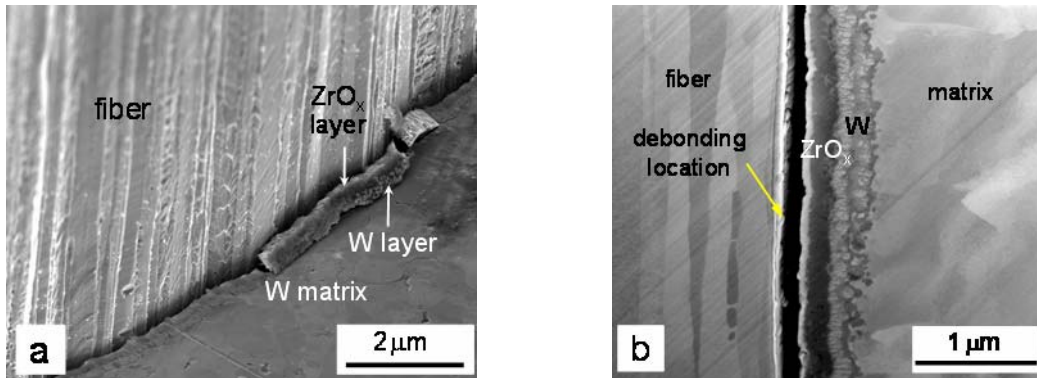 fiber
ZrOx
layer
W layer
W matrix
a
2 μm
fiber
matrix
W
ZrOx
debonding
location
b
1 μm